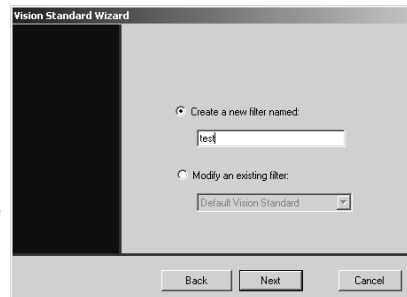 Vision Standard Wizard
Create a new filter named:
test
Modify an existing filter:
Default Vision Standard
Back Next Cancel